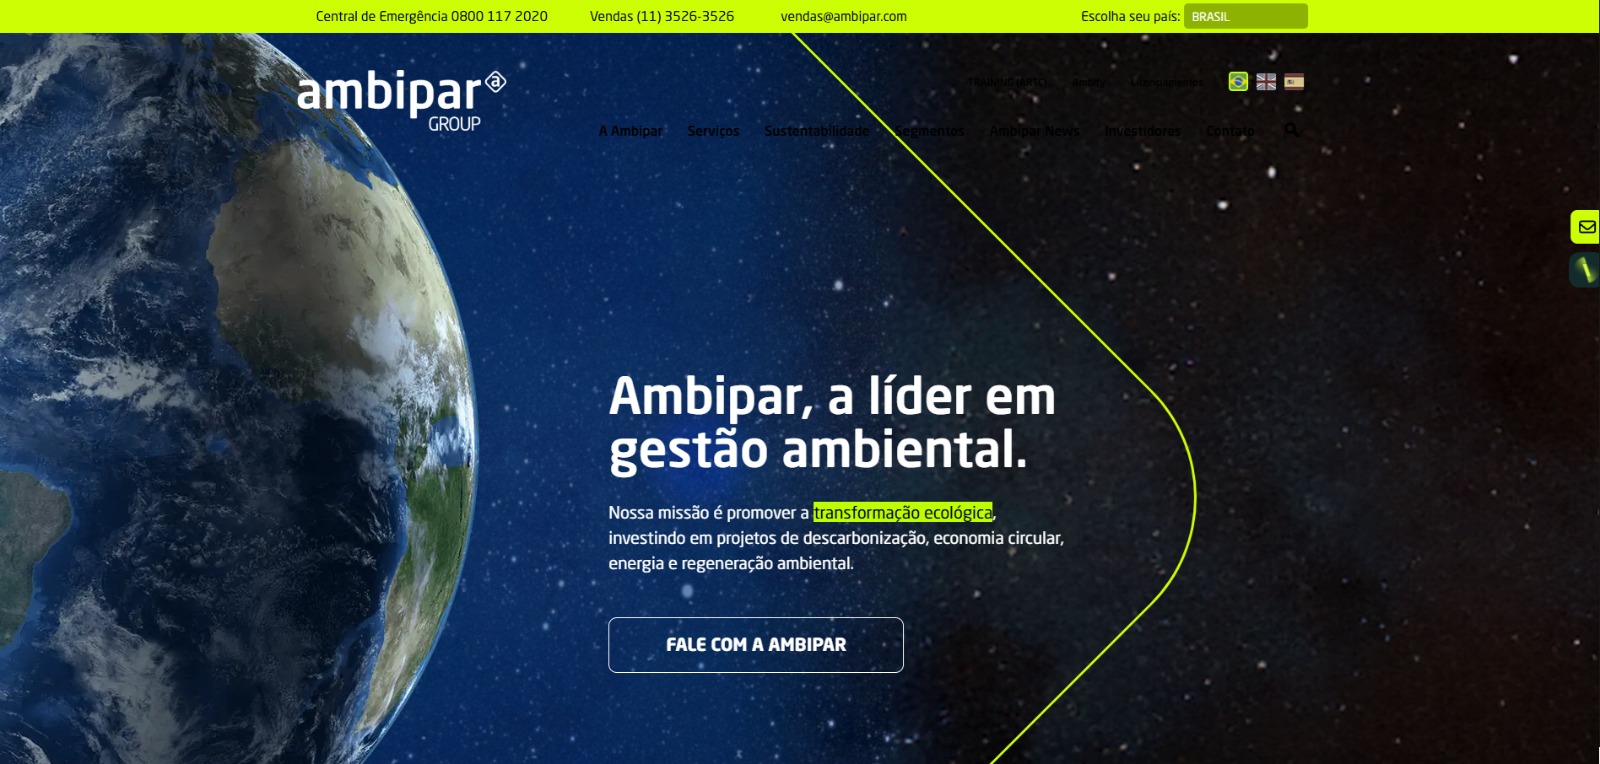 Central de Emergência 0800 117 2020 Vendas (11) 3526-3526 vendas@ambipar.com Escolha seu país: BRASIL
ambipar
GROUP
TRAINING (ARTC) Ambify Licenciamentos
A Ambipar Serviços Sustentabilidade Segmentos Ambipar News Investidores Contato
Ambipar, a líder em
gestão ambiental.
Nossa missão é promover a transformação ecológica,
investindo em projetos de descarbonização, economia circular,
energia e regeneração ambiental.
FALE COM A AMBIPAR